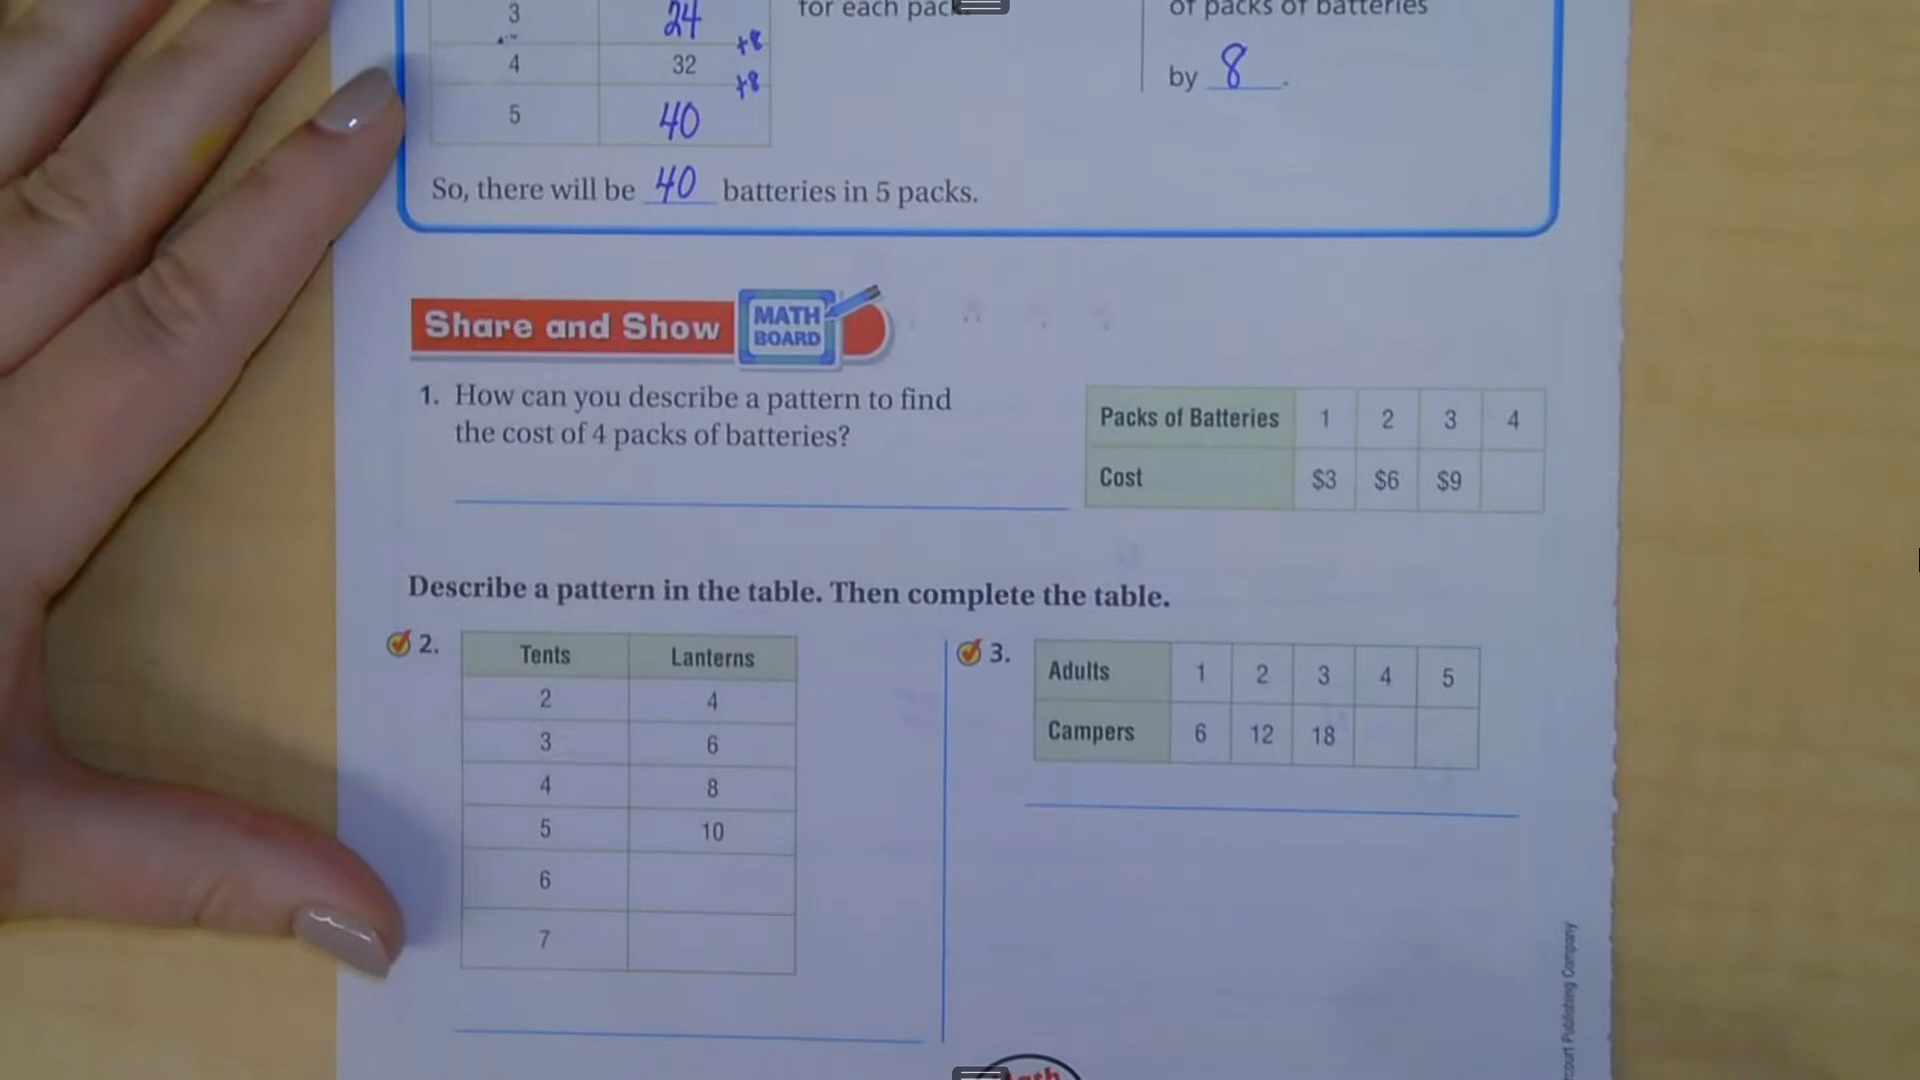 3 24
for each pack.
of packs of batteries
+8
4 32
by 8.
+8
5 40
So, there will be 40 batteries in 5 packs.
Share and Show
MATH
BOARD
1. How can you describe a pattern to find
the cost of 4 packs of batteries?
Packs of Batteries 1 2 3 4
Cost $3 $6 $9
Describe a pattern in the table. Then complete the table.
2.
Tents Lanterns
2 4
3 6
4 8
5 10
6
7
3.
Adults 1 2 3 4 5
Campers 6 12 18
Publishing Company